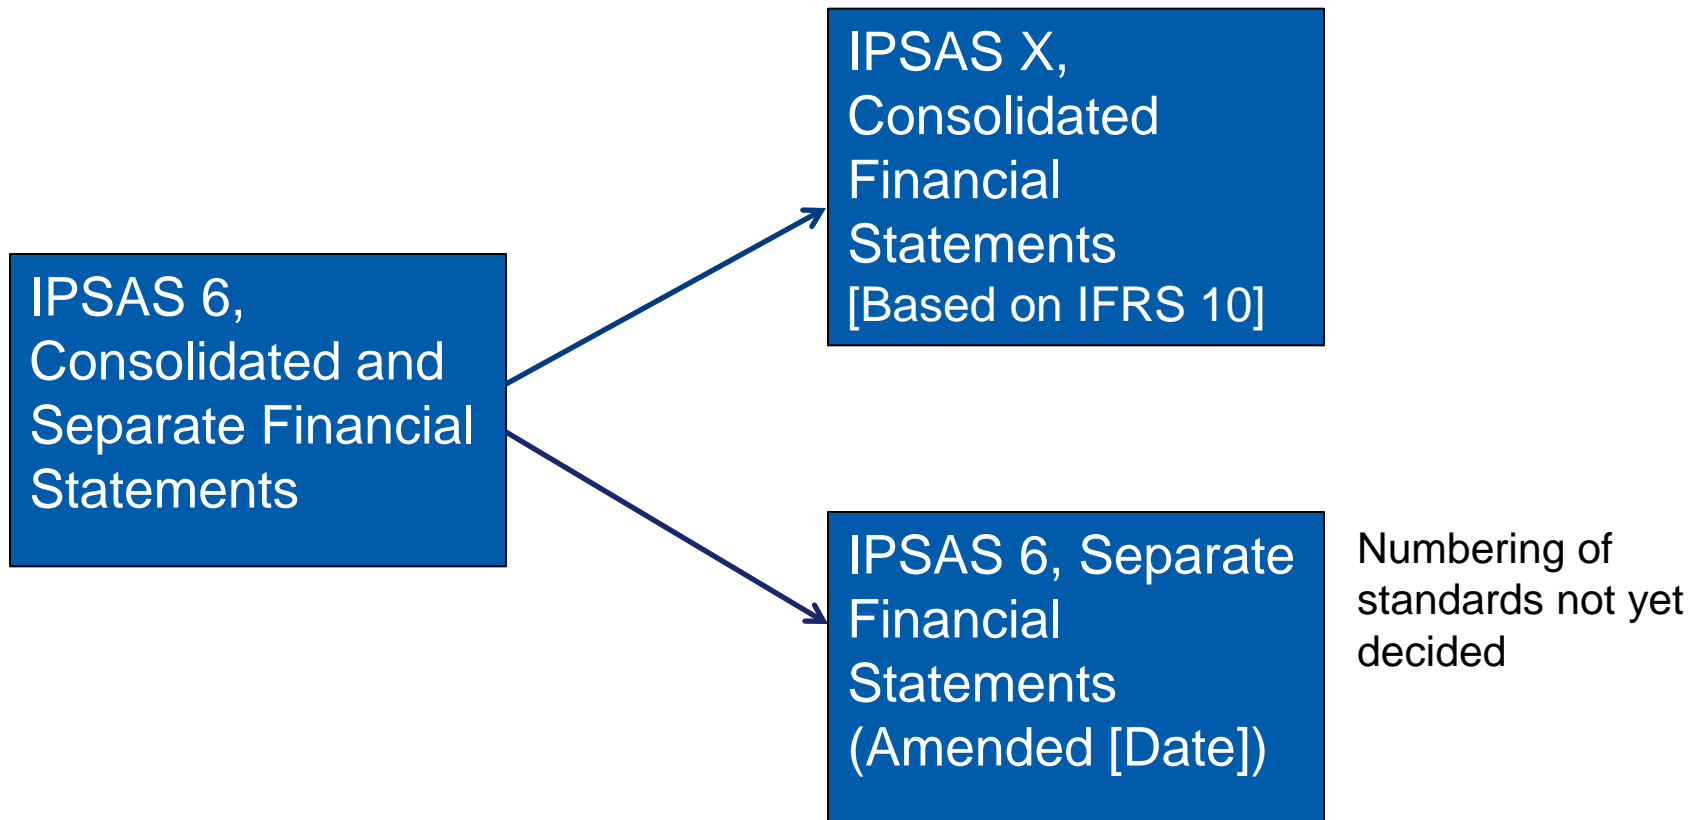 IPSAS 6,
Consolidated and
Separate Financial
Statements
IPSAS X,
Consolidated
Financial
Statements
[Based on IFRS 10]
IPSAS 6, Separate
Financial
Statements
(Amended [Date])
Numbering of
standards not yet
decided